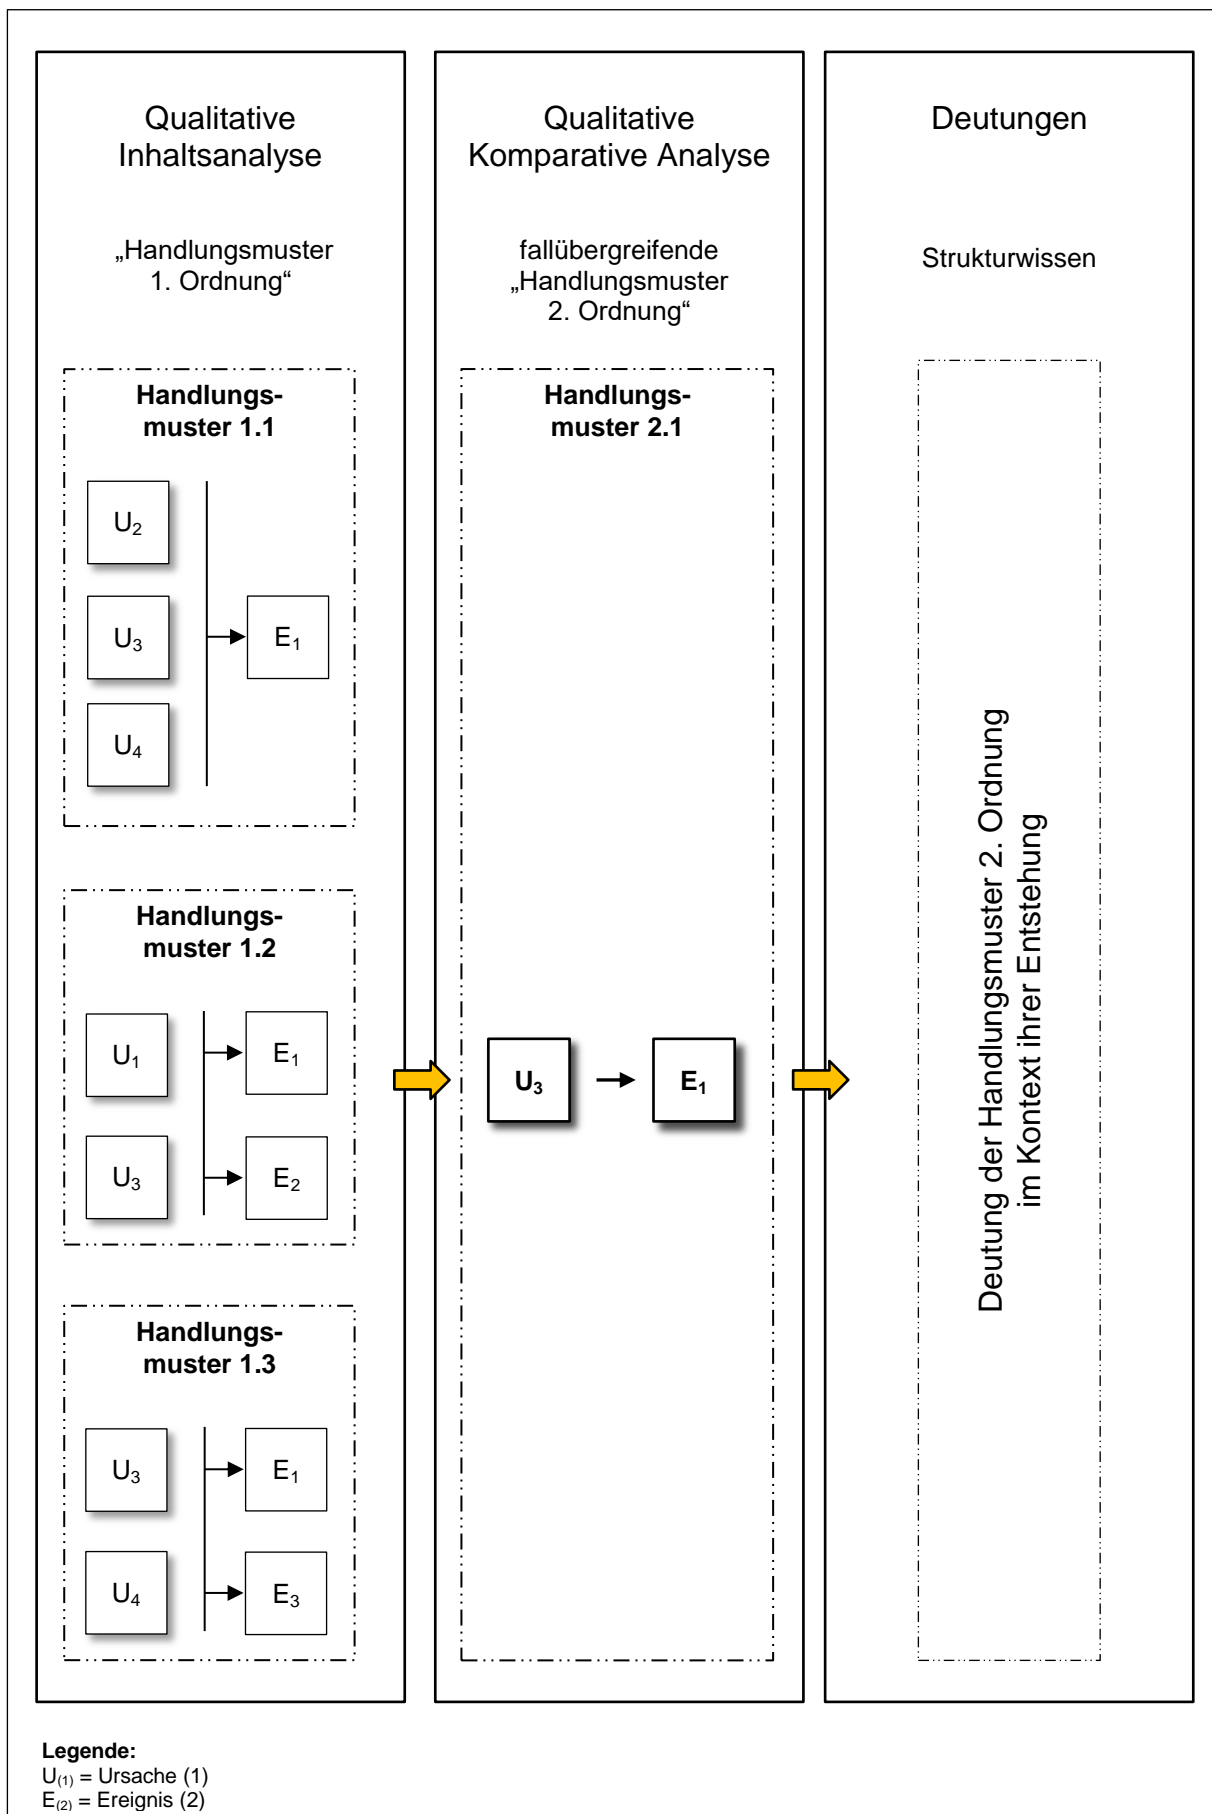 Qualitative
Inhaltsanalyse
„Handlungsmuster
1. Ordnung“
Handlungs-
muster 1.1
U₂
U₃
E₁
U₄
Handlungs-
muster 1.2
U₁
E₁
U₃
E₂
Handlungs-
muster 1.3
U₃
E₁
U₄
E₃
Qualitative
Komparative Analyse
fallübergreifende
„Handlungsmuster
2. Ordnung“
Handlungs-
muster 2.1
U₃
E₁
Deutungen
Strukturwissen
Deutung der Handlungsmuster 2. Ordnung
im Kontext ihrer Entstehung
Legende:
U₍₁₎ = Ursache (1)
E₍₂₎ = Ereignis (2)